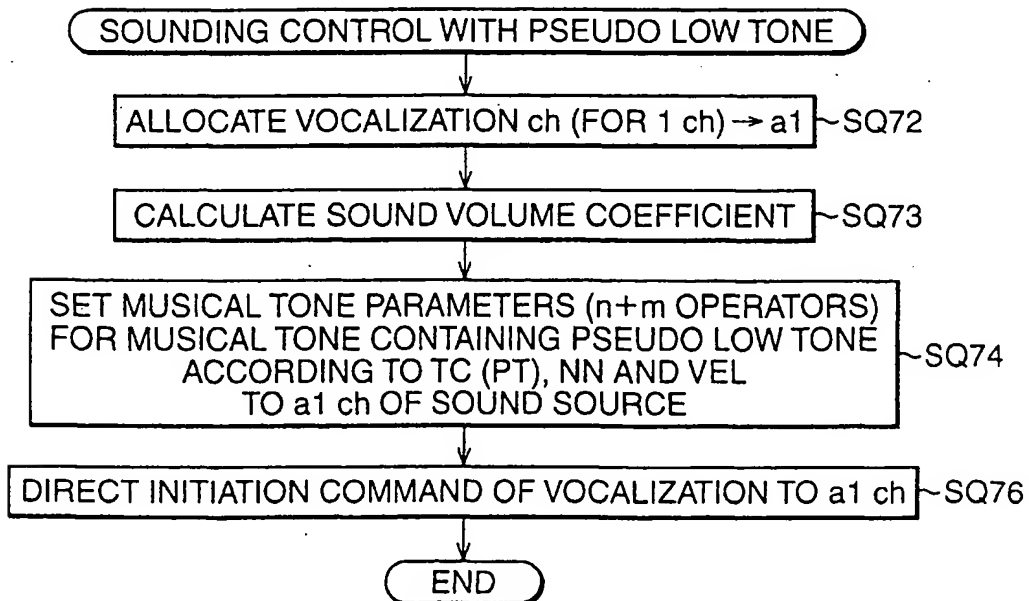 SOUNDING CONTROL WITH PSEUDO LOW TONE
ALLOCATE VOCALIZATION ch (FOR 1 ch) → a1 ~SQ72
CALCULATE SOUND VOLUME COEFFICIENT ~SQ73
SET MUSICAL TONE PARAMETERS (n+m OPERATORS)
FOR MUSICAL TONE CONTAINING PSEUDO LOW TONE
ACCORDING TO TC (PT), NN AND VEL
TO a1 ch OF SOUND SOURCE
~SQ74
DIRECT INITIATION COMMAND OF VOCALIZATION TO a1 ch ~SQ76
END